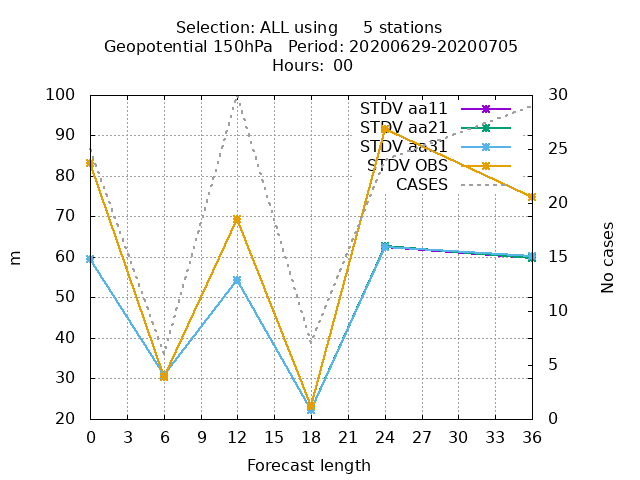 Selection: ALL using     5 stations
Geopotential 150hPa   Period: 20200629-20200705
Hours:  00
100 30
STDV aa11
90 STDV aa21
STDV aa31 25
80 STDV OBS
CASES
70 20
m 60 15 No cases
50
40 10
30 5
20 0
0 3 6 9 12 15 18 21 24 27 30 33 36
Forecast length